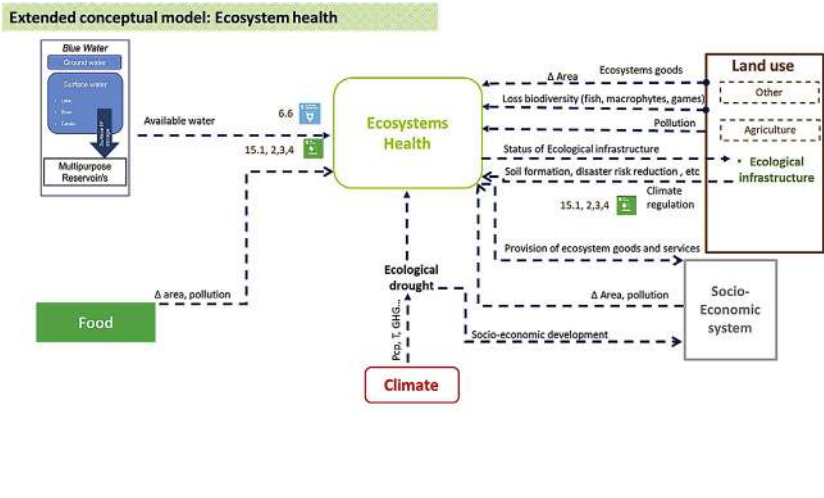 Extended conceptual model: Ecosystem health
Blue Water
Ground water
Surface water
Multipurpose
Reservoir's
Available water
6.6
15.1, 2,3,4
Ecosystems
Health
Δ Area
Ecosystems goods
Loss biodiversity (fish, macrophytes, games)
Pollution
Status of Ecological infrastructure
Soil formation, disaster risk reduction , etc
15.1, 2,3,4
Climate
regulation
Provision of ecosystem goods and services
Land use
Other
Agriculture
• Ecological
infrastructure
Δ area, pollution
Food
Ecological
drought
Pcp, T, GHG...
Climate
Δ Area, pollution
Socio-economic development
Socio-
Economic
system